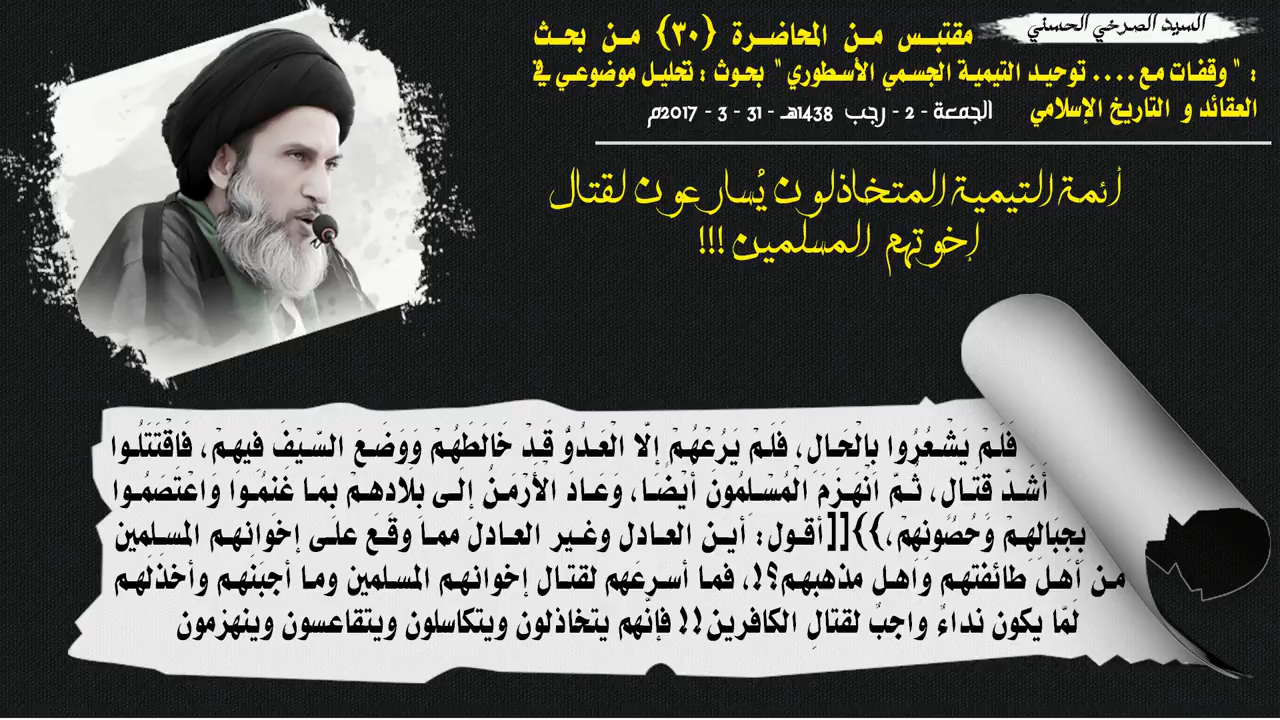 السيد الصرخي الحسني
مقتبس من المحاضرة (٣٠) من بحث
: " وقفات مع.... توحيد التيمية الجسمي الأسطوري " بحوث : تحليل موضوعي في
العقائد و التاريخ الإسلامي
الجمعة - 2 - رجب 1438هـ - 31 - 3 - 2017م
أئمة التيمية المتخاذلون يُسارعون لقتال
إخوتهم المسلمين !!!
فَلَمْ يَشْعُرُوا بِالْحَالِ، فَلَمْ يَرُعْهُمْ إِلَّا الْعَدُوُّ قَدْ خَالَطَهُمْ وَوَضَعَ السَّيْفَ فِيهِمْ، فَاقْتَتَلُوا
أَشَدَّ قِتَالٍ، ثُمَّ انْهَزَمَ الْمُسْلِمُونَ أَيْضًا، وَعَادَ الْأَرْمَنُ إِلَى بِلَادِهِمْ بِمَا غَنِمُوا وَاعْتَصَمُوا
بِجِبَالِهِمْ وَحُصُونِهِمْ،}}[[أقول: أين العادل وغير العادل مما وقع على إخوانهم المسلمين
من أهل طائفتهم وأهل مذهبهم؟!، فما أسرعهم لقتال إخوانهم المسلمين وما أجبنهم وأخذلهم
لَمّا يكون نداءٌ واجبٌ لقتالِ الكافرين!! فإنّهم يتخاذلون ويتكاسلون ويتقاعسون وينهزمون